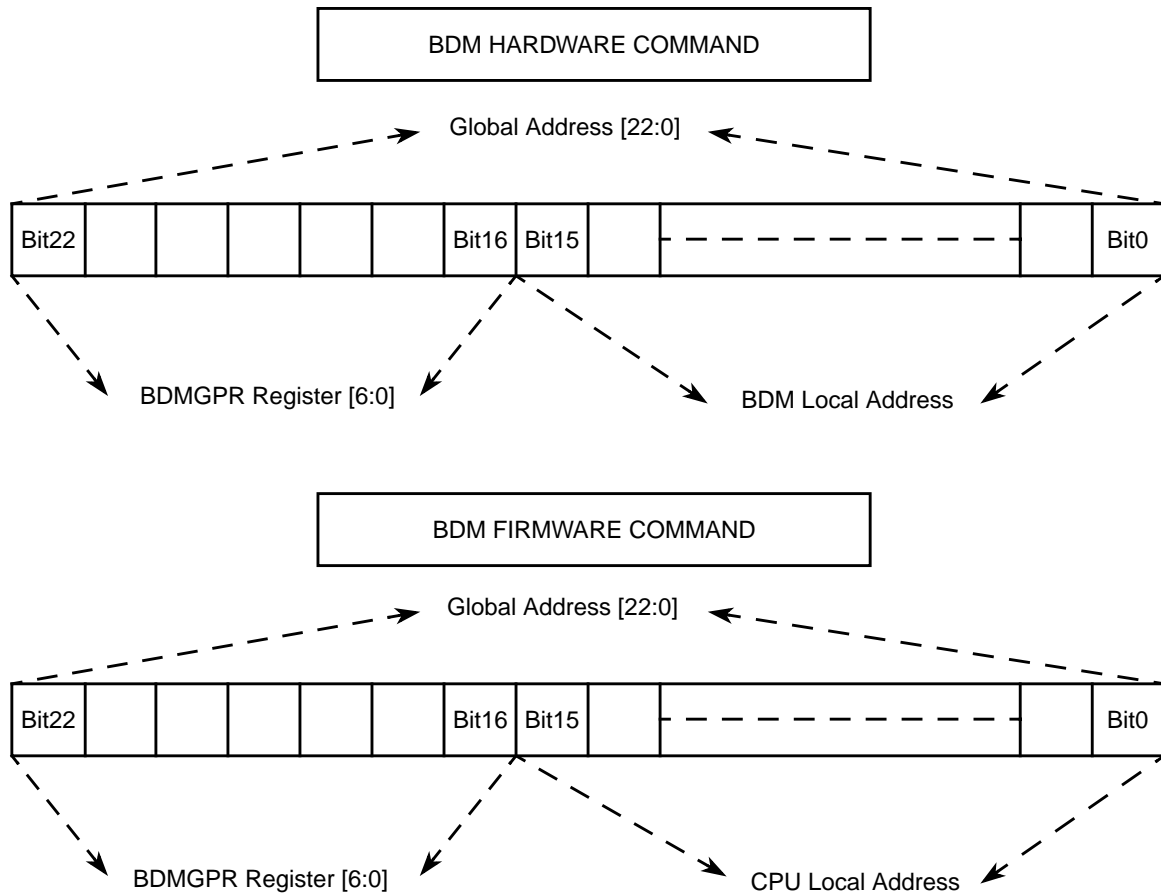 BDM HARDWARE COMMAND
Global Address [22:0]
Bit22 Bit16 Bit15 Bit0
BDMGPR Register [6:0] BDM Local Address
BDM FIRMWARE COMMAND
Global Address [22:0]
Bit22 Bit16 Bit15 Bit0
BDMGPR Register [6:0] CPU Local Address